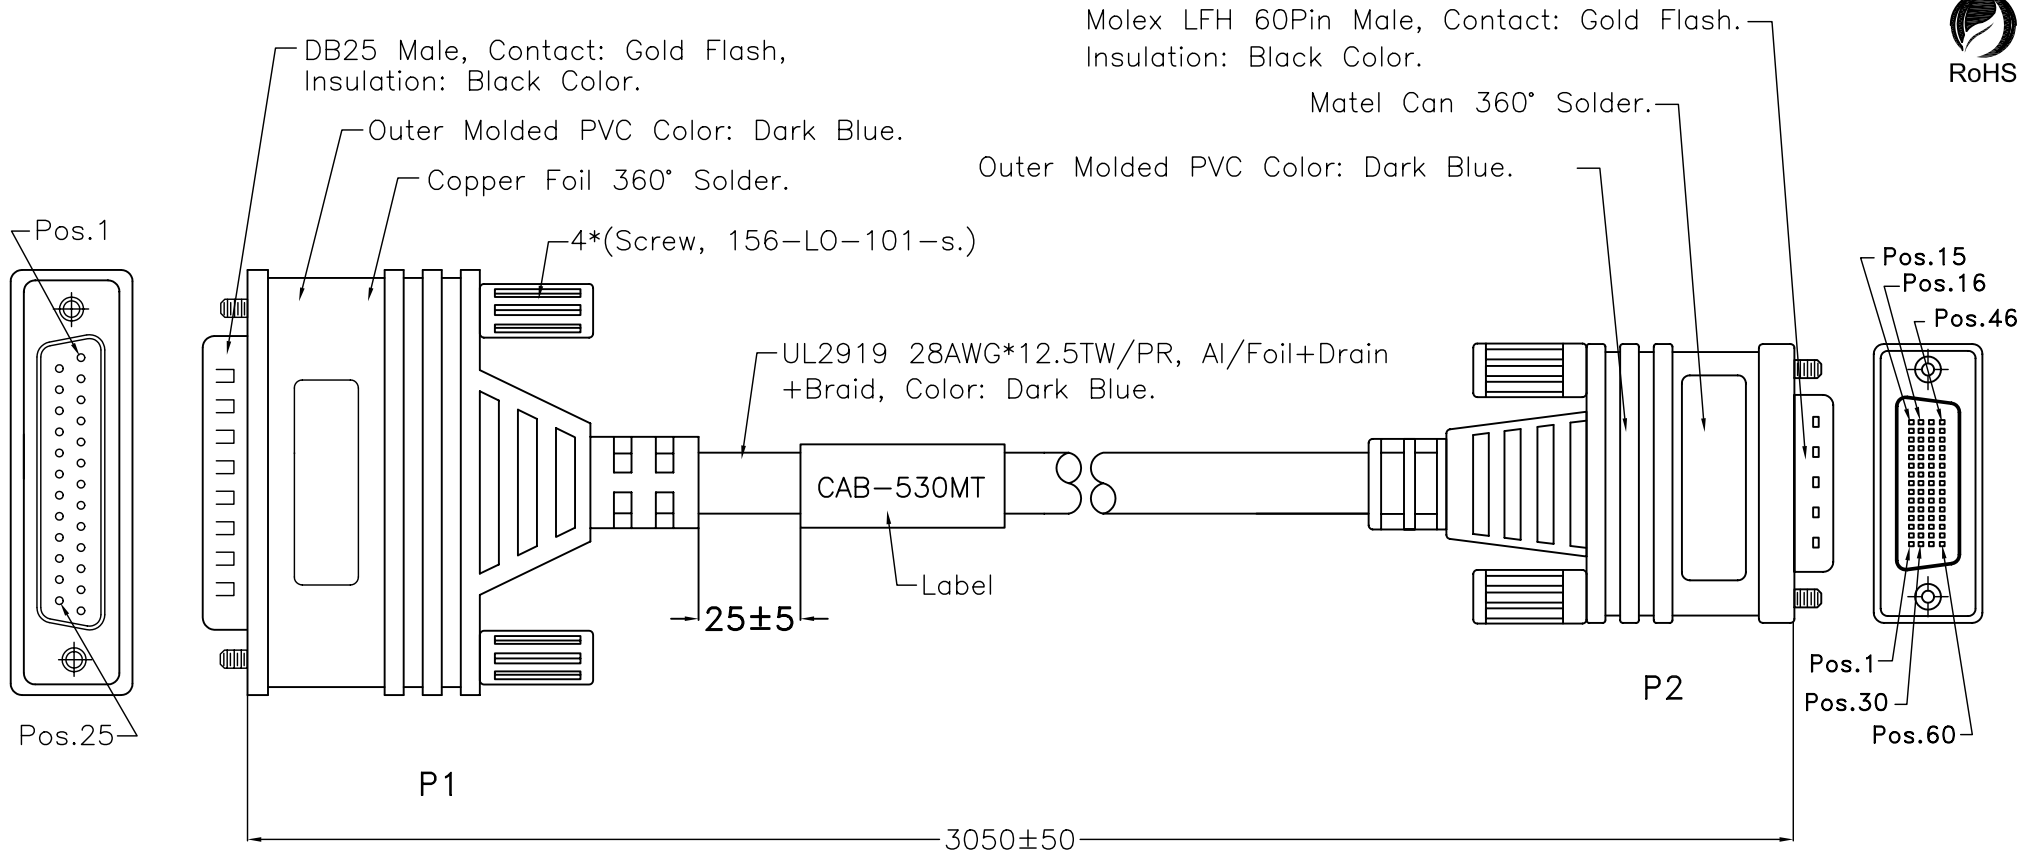 Molex LFH 60Pin Male, Contact: Gold Flash.
Insulation: Black Color.
RoHS
DB25 Male, Contact: Gold Flash,
Insulation: Black Color.
Matel Can 360° Solder.
Outer Molded PVC Color: Dark Blue.
Outer Molded PVC Color: Dark Blue.
Copper Foil 360° Solder.
Pos.1
4*(Screw, 156-LO-101-s.)
Pos.15
Pos.16
Pos.46
UL2919 28AWG*12.5TW/PR, Al/Foil+Drain
+Braid, Color: Dark Blue.
CAB-530MT
Label
25±5
Pos.1
P2
Pos.30
Pos.25
Pos.60
P1
3050±50